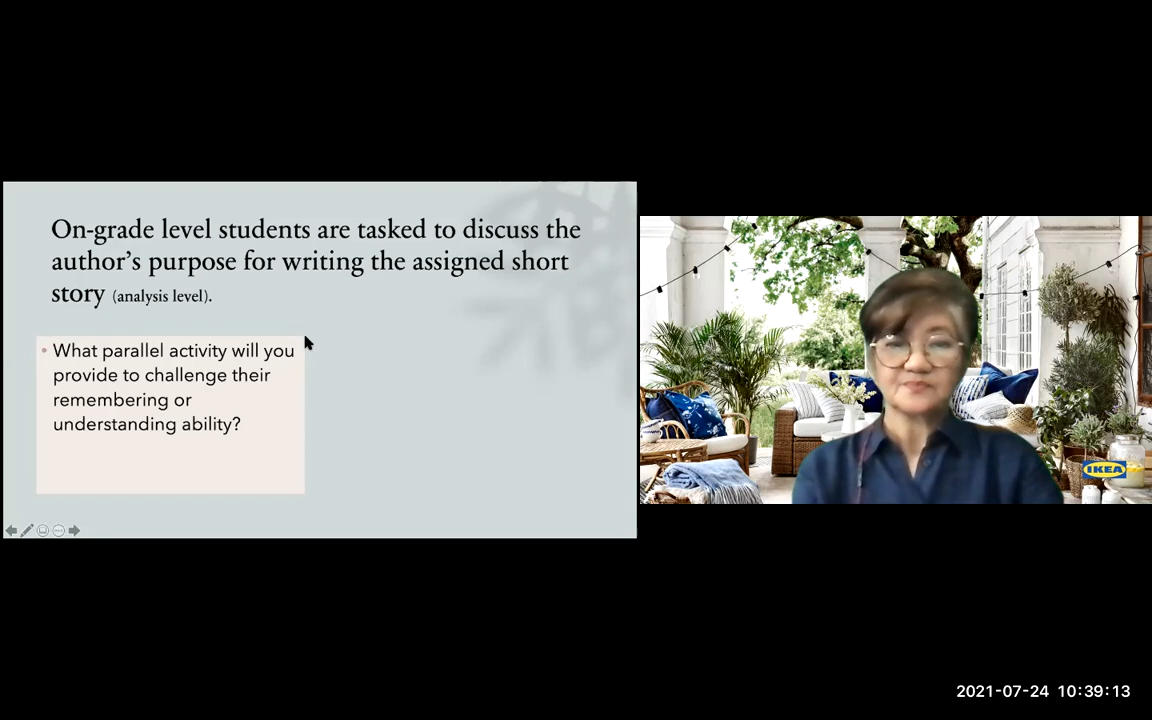 On-grade level students are tasked to discuss the
author’s purpose for writing the assigned short
story (analysis level).
• What parallel activity will you
provide to challenge their
remembering or
understanding ability?
IKEA
2021-07-24 10:39:13